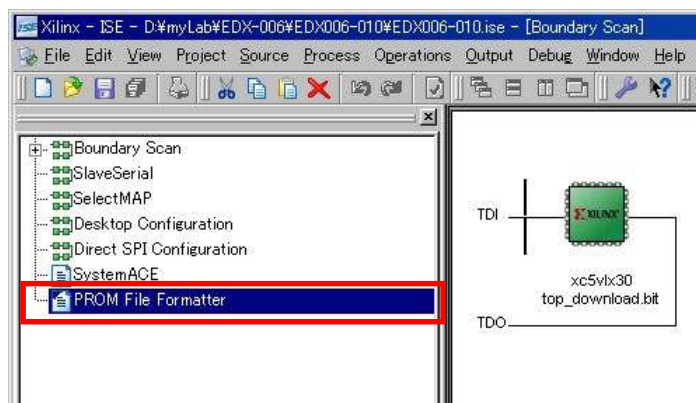 Xilinx - ISE - D:¥myLab¥EDX-006¥EDX006-010¥EDX006-010.ise - [Boundary Scan]
File Edit View Project Source Process Operations Output Debug Window Help
Boundary Scan
SlaveSerial
SelectMAP
Desktop Configuration
Direct SPI Configuration
SystemACE
PROM File Formatter
TDI
XILINX
xc5vlx30
top_download.bit
TDO